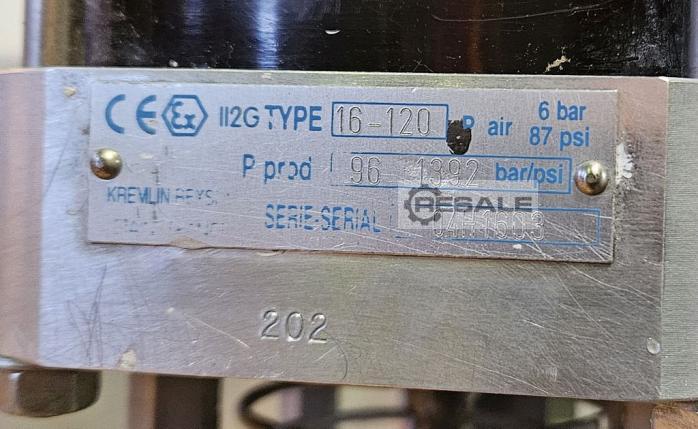 CE Ex II2G TYPE 16-120 P air 6 bar 87 psi
P prod 96 1392 bar/psi
KREMLIN
RESALE
SERIE-SERIAL
202